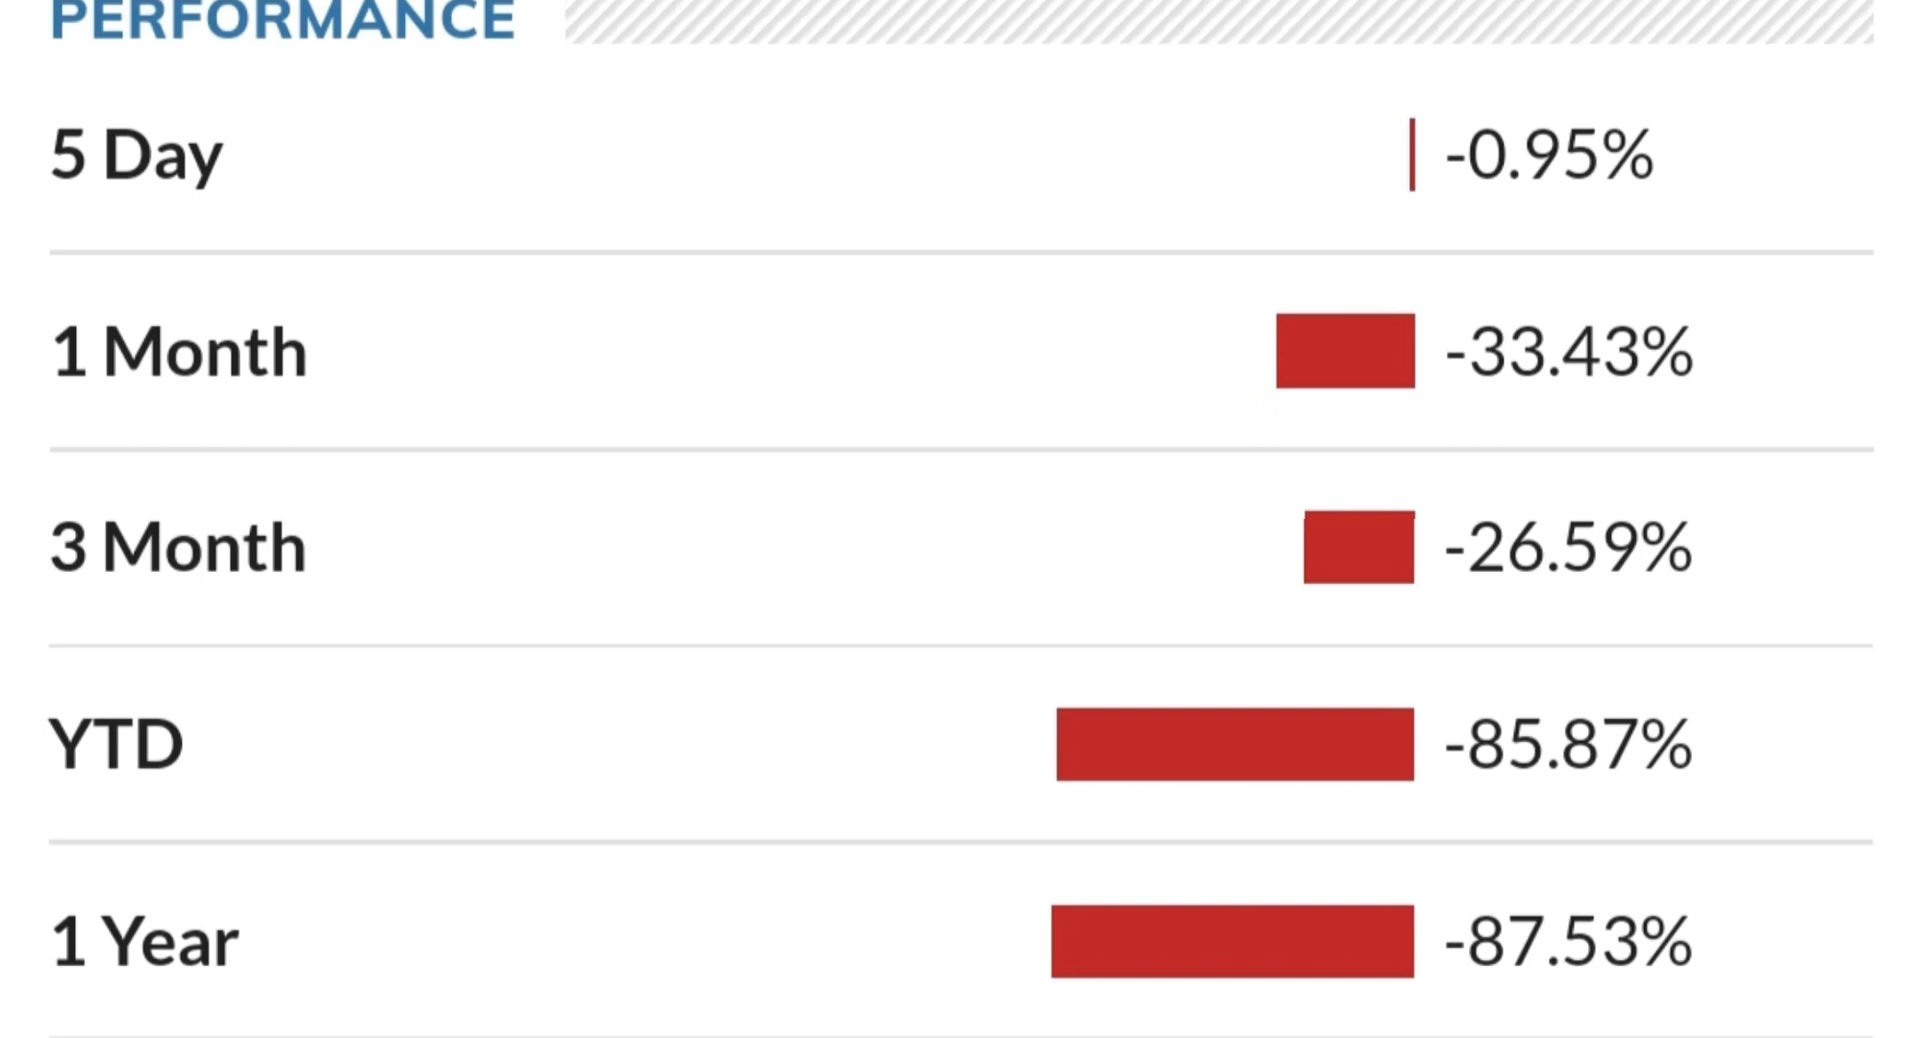 PERFORMANCE
5 Day -0.95%
1 Month -33.43%
3 Month -26.59%
YTD -85.87%
1 Year -87.53%